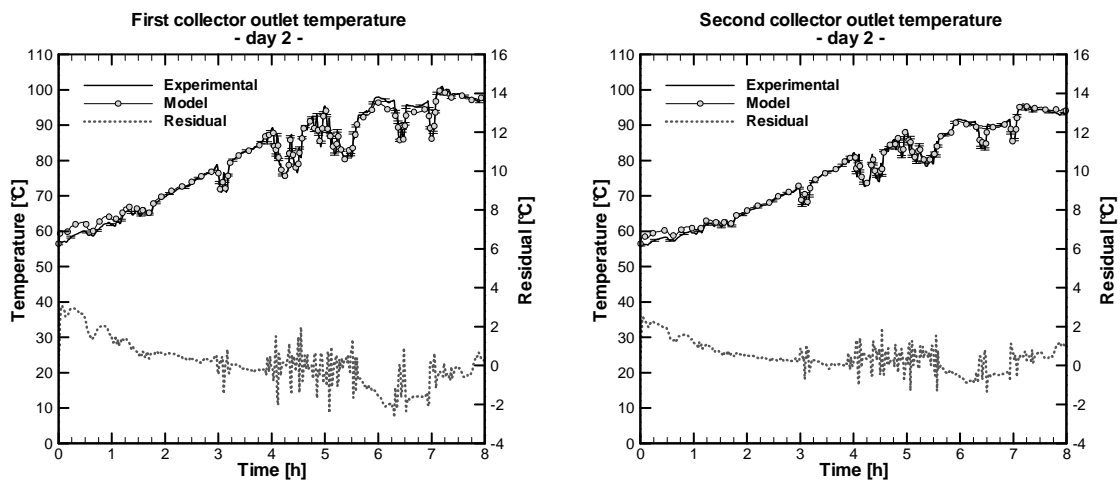 First collector outlet temperature
- day 2 -
Experimental
Model
Residual
Temperature [°C]
110
100
90
80
70
60
50
40
30
20
10
0
Residual [°C]
16
14
12
10
8
6
4
2
0
-2
-4
0 1 2 3 4 5 6 7 8
Time [h]
Second collector outlet temperature
- day 2 -
Experimental
Model
Residual
Temperature [°C]
110
100
90
80
70
60
50
40
30
20
10
0
Residual [°C]
16
14
12
10
8
6
4
2
0
-2
-4
0 1 2 3 4 5 6 7 8
Time [h]